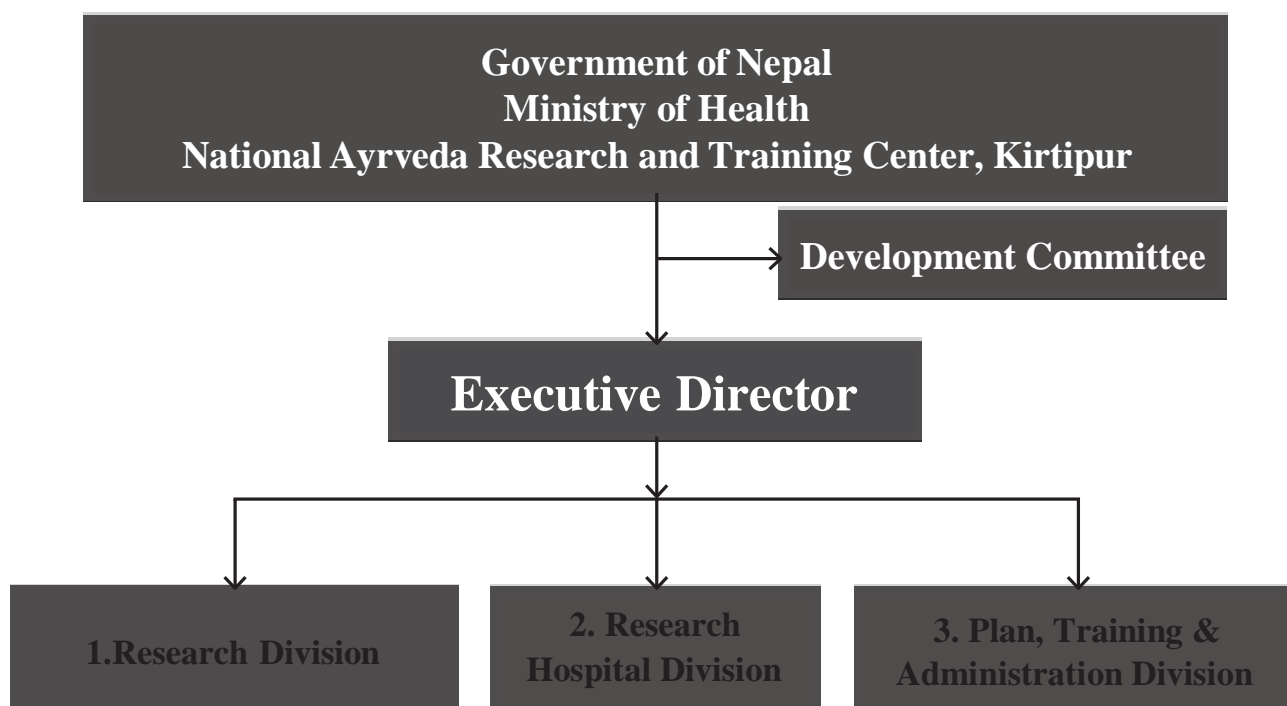 Government of Nepal
Ministry of Health
National Ayrveda Research and Training Center, Kirtipur
Development Committee
Executive Director
1.Research Division
2. Research
Hospital Division
3. Plan, Training &
Administration Division